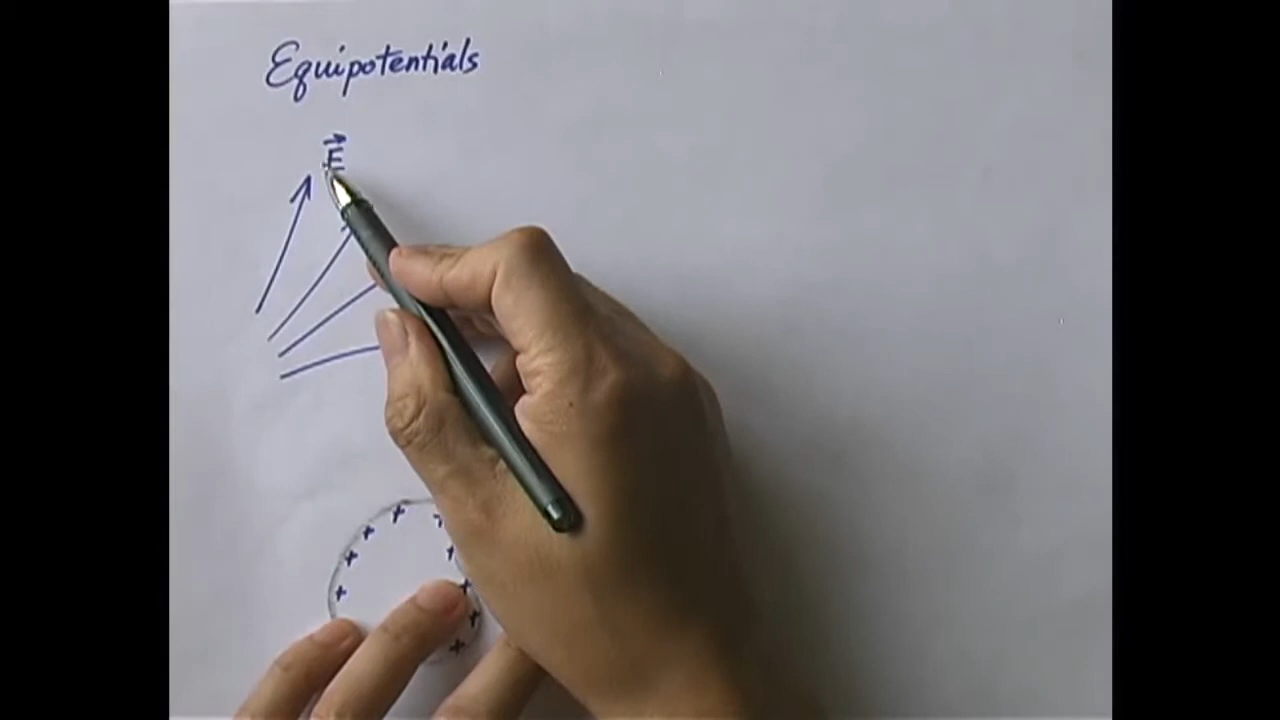 Equipotentials
E
+ + + + + + + + +